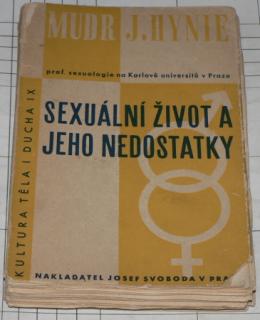 MUDR J. HYNIE
prof. sexuologie na Karlově universitě v Praze
SEXUÁLNÍ ŽIVOT A
JEHO NEDOSTATKY
KULTURA TĚLA I DUCHA IX
NAKLADATEL JOSEF SVOBODA V PRA